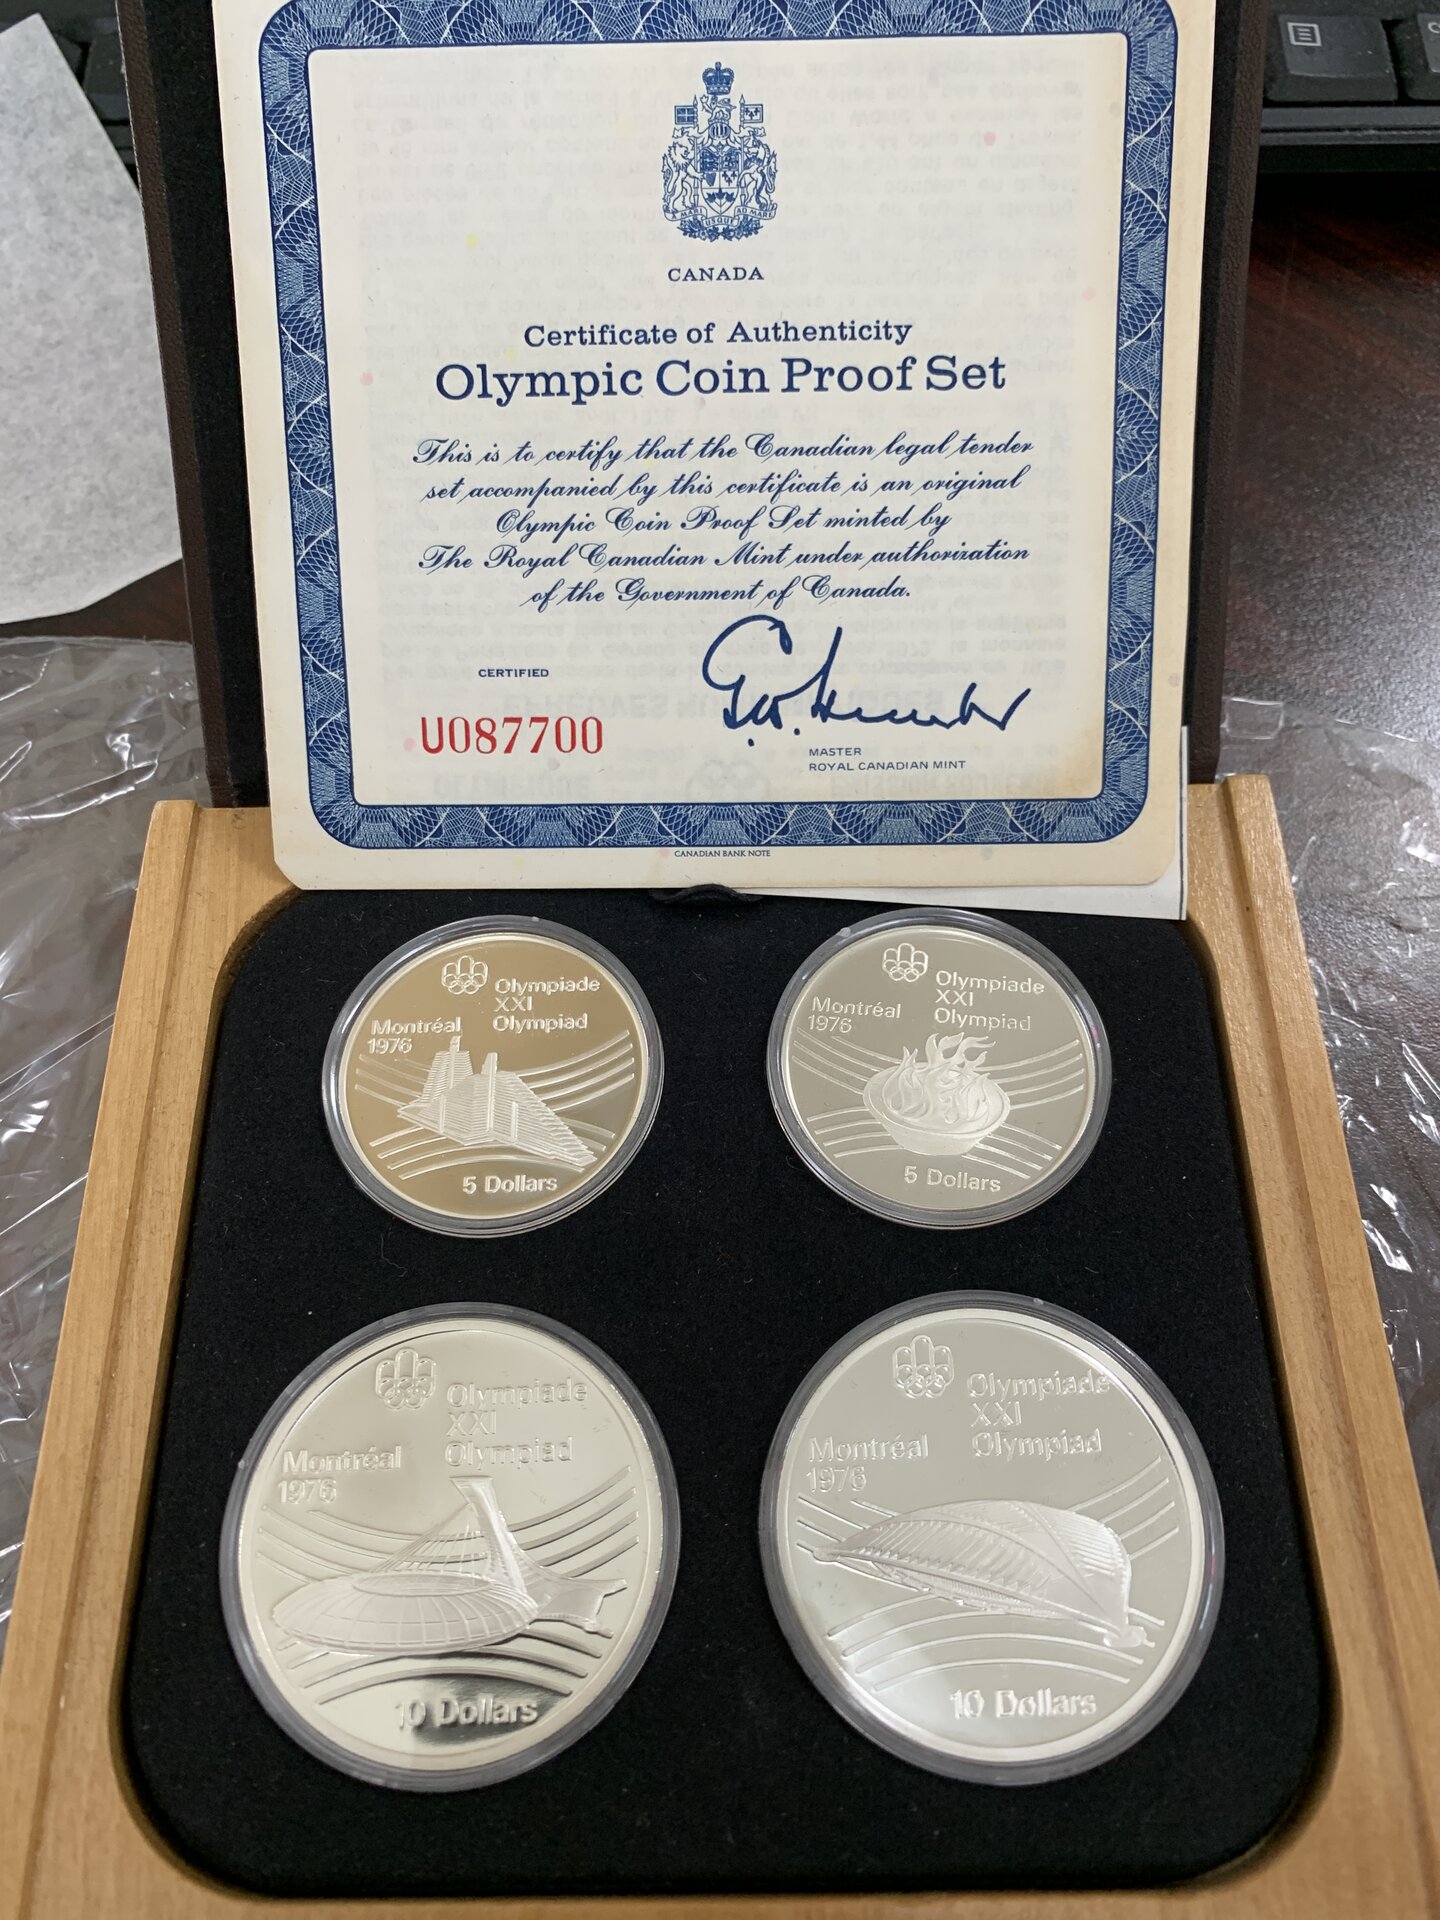 A MARI USQUE AD MARE
CANADA
Certificate of Authenticity
Olympic Coin Proof Set
This is to certify that the Canadian legal tender
set accompanied by this certificate is an original
Olympic Coin Proof Set minted by
The Royal Canadian Mint under authorization
of the Government of Canada.
CERTIFIED
U087700
MASTER
ROYAL CANADIAN MINT
CANADIAN BANK NOTE
Olympiade
XXI
Olympiad
Montréal
1976
5 Dollars
Olympiade
XXI
Olympiad
Montréal
1976
5 Dollars
Olympiade
XXI
Olympiad
Montréal
1976
10 Dollars
Olympiade
XXI
Olympiad
Montréal
1976
10 Dollars